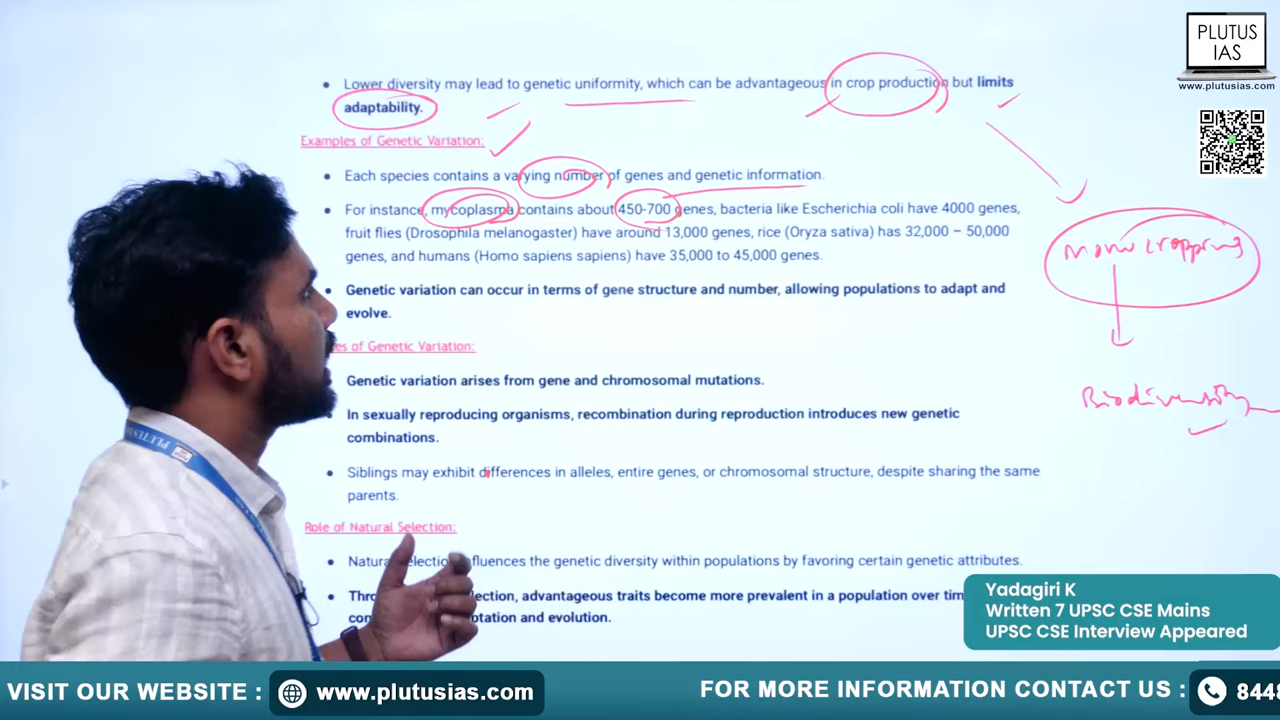 PLUTUS
IAS
www.plutusias.com
• Lower diversity may lead to genetic uniformity, which can be advantageous in crop production but limits
adaptability.
Examples of Genetic Variation:
• Each species contains a varying number of genes and genetic information.
• For instance, mycoplasma contains about 450-700 genes, bacteria like Escherichia coli have 4000 genes,
fruit flies (Drosophila melanogaster) have around 13,000 genes, rice (Oryza sativa) has 32,000 – 50,000
genes, and humans (Homo sapiens sapiens) have 35,000 to 45,000 genes.
Mono cropping
• Genetic variation can occur in terms of gene structure and number, allowing populations to adapt and
evolve.
of Genetic Variation:
Genetic variation arises from gene and chromosomal mutations.
Biodiversity
• In sexually reproducing organisms, recombination during reproduction introduces new genetic
combinations.
• Siblings may exhibit differences in alleles, entire genes, or chromosomal structure, despite sharing the same
parents.
Role of Natural Selection:
• Natural selection influences the genetic diversity within populations by favoring certain genetic attributes.
• advantageous traits become more prevalent in a population over
and evolution.
PLUTUS
Yadagiri K
Written 7 UPSC CSE Mains
UPSC CSE Interview Appeared
VISIT OUR WEBSITE : www.plutusias.com FOR MORE INFORMATION CONTACT US : 8448